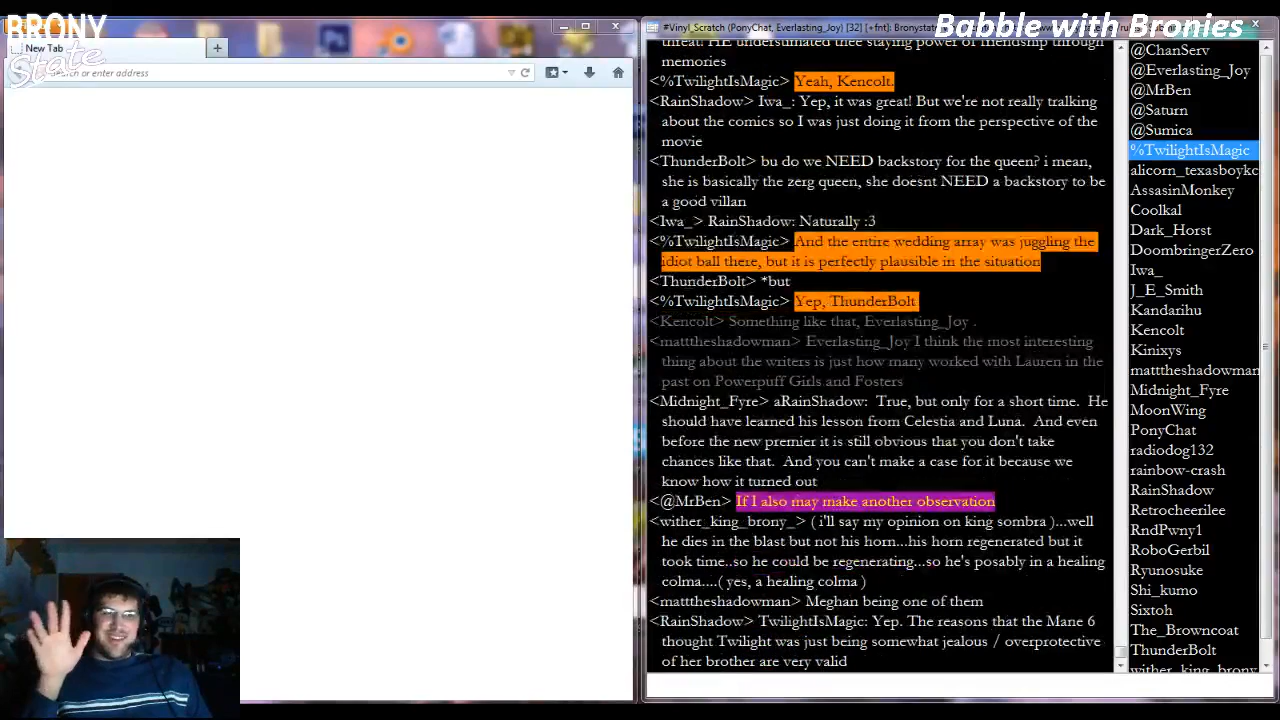 BRONY
State
Babble with Bronies
New Tab
Search or enter address
#Vinyl_Scratch (PonyChat, Everlasting_Joy) [32] [+fnt] Bronystate
threat! HE understimated thee staying power of friendship through
memories
<%TwilightIsMagic> Yeah, Kencolt.
<RainShadow> Iwa_: Yep, it was great! But we're not really tralking
about the comics so I was just doing it from the perspective of the
movie
<ThunderBolt> bu do we NEED backstory for the queen? i mean,
she is basically the zerg queen, she doesnt NEED a backstory to be
a good villan
<Iwa_> RainShadow: Naturally :3
<%TwilightIsMagic> And the entire wedding array was juggling the
idiot ball there, but it is perfectly plausible in the situation
<ThunderBolt> *but
<%TwilightIsMagic> Yep, ThunderBolt
<Kencolt> Something like that, Everlasting_Joy .
<matttheshadowman> Everlasting_Joy I think the most interesting
thing about the writers is just how many worked with Lauren in the
past on Powerpuff Girls and Fosters
<Midnight_Fyre> aRainShadow:  True, but only for a short time.  He
should have learned his lesson from Celestia and Luna.  And even
before the new premier it is still obvious that you don't take
chances like that.  And you can't make a case for it because we
know how it turned out
<@MrBen> If I also may make another observation
<wither_king_brony_> ( i'll say my opinion on king sombra )...well
he dies in the blast but not his horn...his horn regenerated but it
took time..so he could be regenerating...so he's posably in a healing
colma....( yes, a healing colma )
<matttheshadowman> Meghan being one of them
<RainShadow> TwilightIsMagic: Yep. The reasons that the Mane 6
thought Twilight was just being somewhat jealous / overprotective
of her brother are very valid
@ChanServ
@Everlasting_Joy
@MrBen
@Saturn
@Sumica
%TwilightIsMagic
alicorn_texasboykc
AssasinMonkey
Coolkal
Dark_Horst
DoombringerZero
Iwa_
J_E_Smith
Kandarihu
Kencolt
Kinixys
matttheshadowman
Midnight_Fyre
MoonWing
PonyChat
radiodog132
rainbow-crash
RainShadow
Retrocheerilee
RndPwny1
RoboGerbil
Ryunosuke
Shi_kumo
Sixtoh
The_Browncoat
ThunderBolt
wither_king_brony